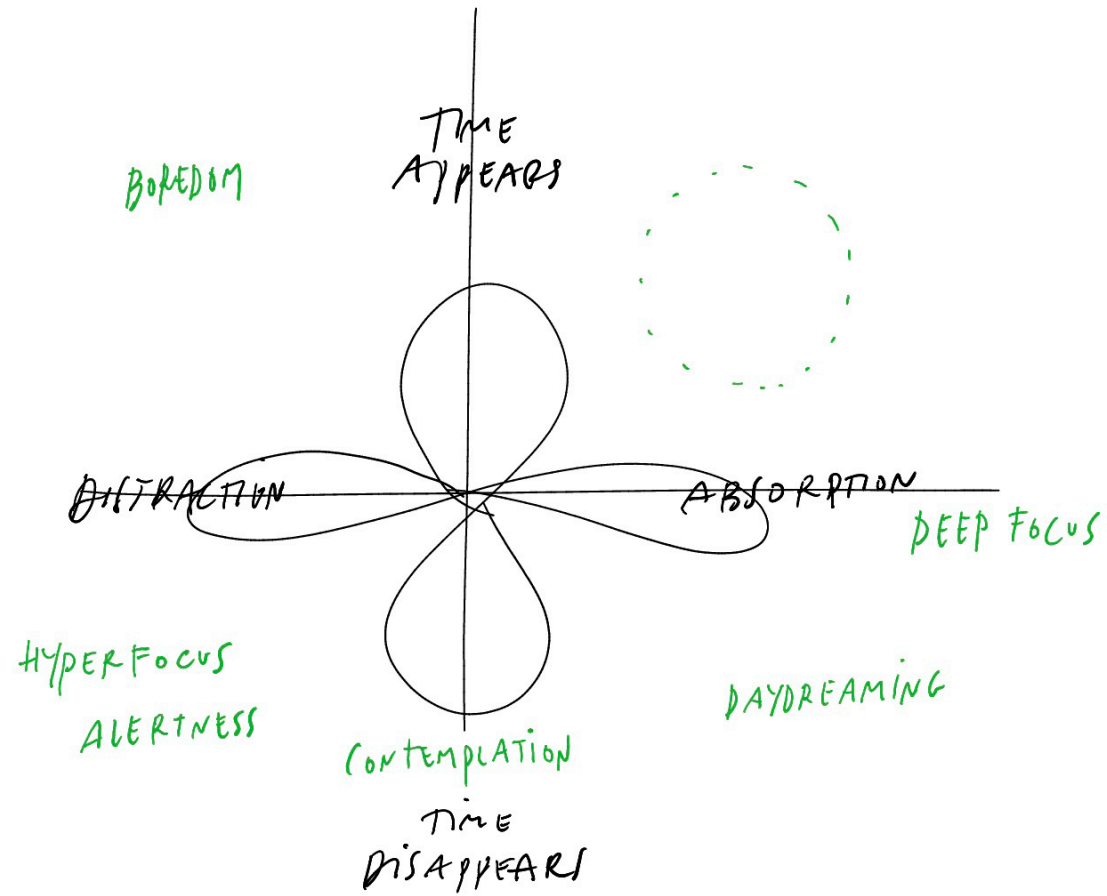 TIME
APPEARS
BOREDOM
DISTRACTION
ABSORPTION
DEEP FOCUS
HYPERFOCUS
ALERTNESS
DAYDREAMING
CONTEMPLATION
TIME
DISAPPEARS